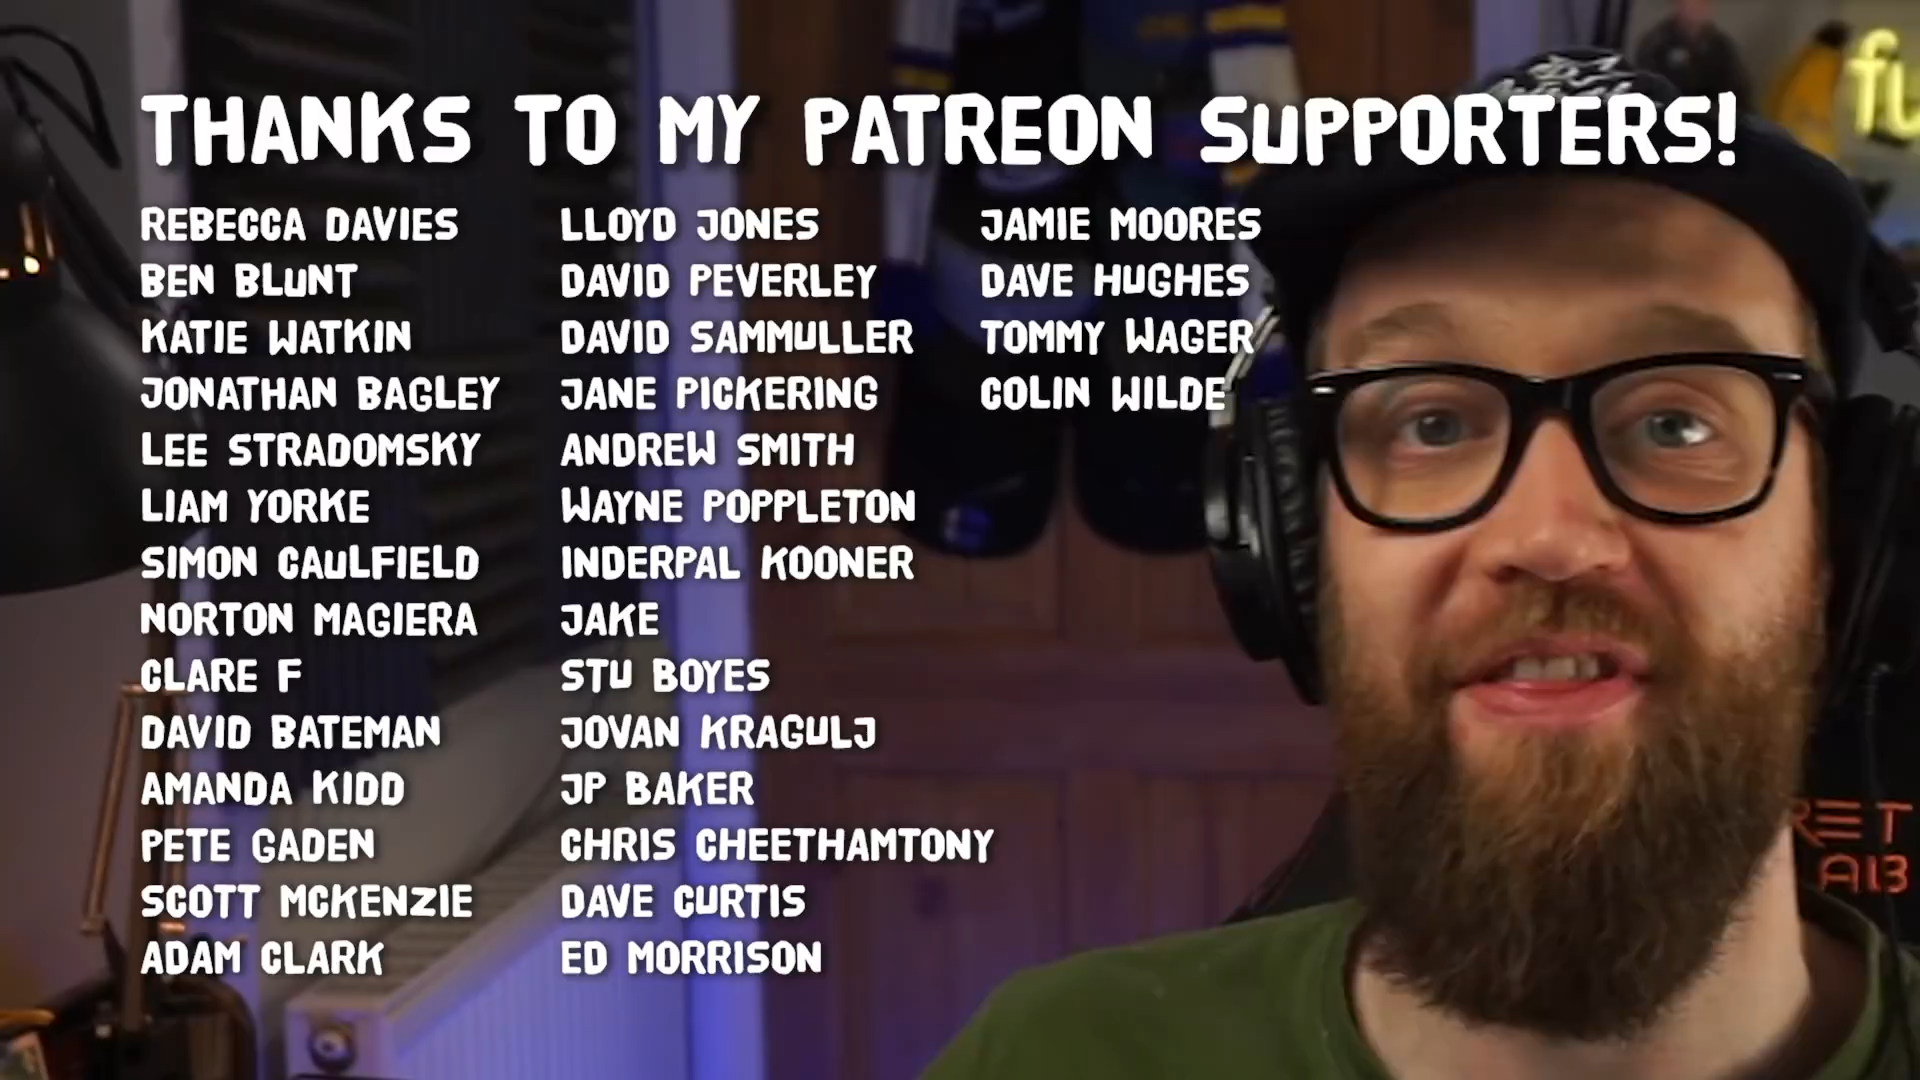 THANKS TO MY PATREON SUPPORTERS!
REBECCA DAVIES
BEN BLUNT
KATIE WATKIN
JONATHAN BAGLEY
LEE STRADOMSKY
LIAM YORKE
SIMON CAULFIELD
NORTON MAGIERA
CLARE F
DAVID BATEMAN
AMANDA KIDD
PETE GADEN
SCOTT MCKENZIE
ADAM CLARK
LLOYD JONES
DAVID PEVERLEY
DAVID SAMMULLER
JANE PICKERING
ANDREW SMITH
WAYNE POPPLETON
INDERPAL KOONER
JAKE
STU BOYES
JOVAN KRAGULJ
JP BAKER
CHRIS CHEETHAMTONY
DAVE CURTIS
ED MORRISON
JAMIE MOORES
DAVE HUGHES
TOMMY WAGER
COLIN WILDE